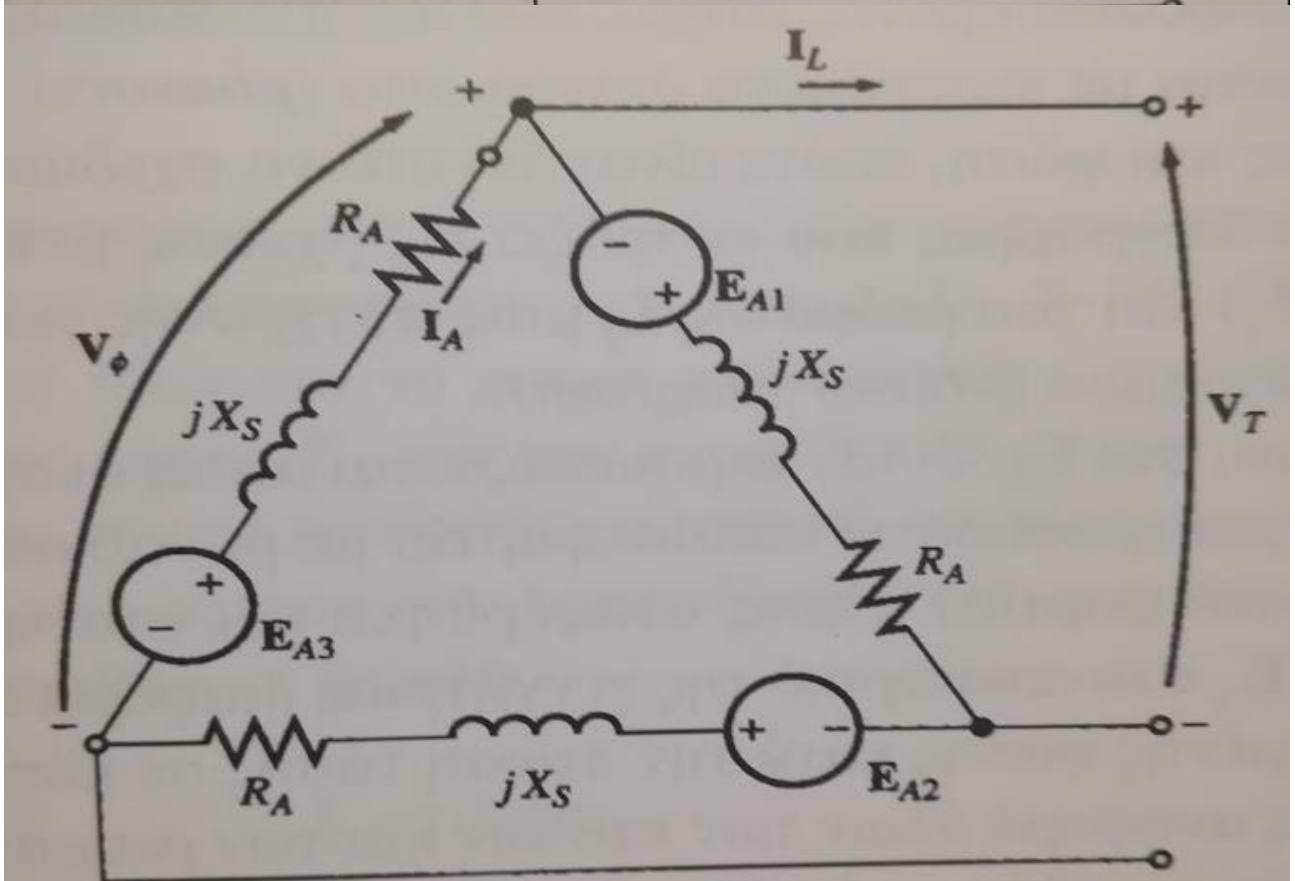 I_L
+
+
R_A
-
I_A
+
E_A1
V_ϕ
jX_S
jX_S
V_T
+
-
E_A3
R_A
-
-
-
+
-
R_A
jX_S
E_A2